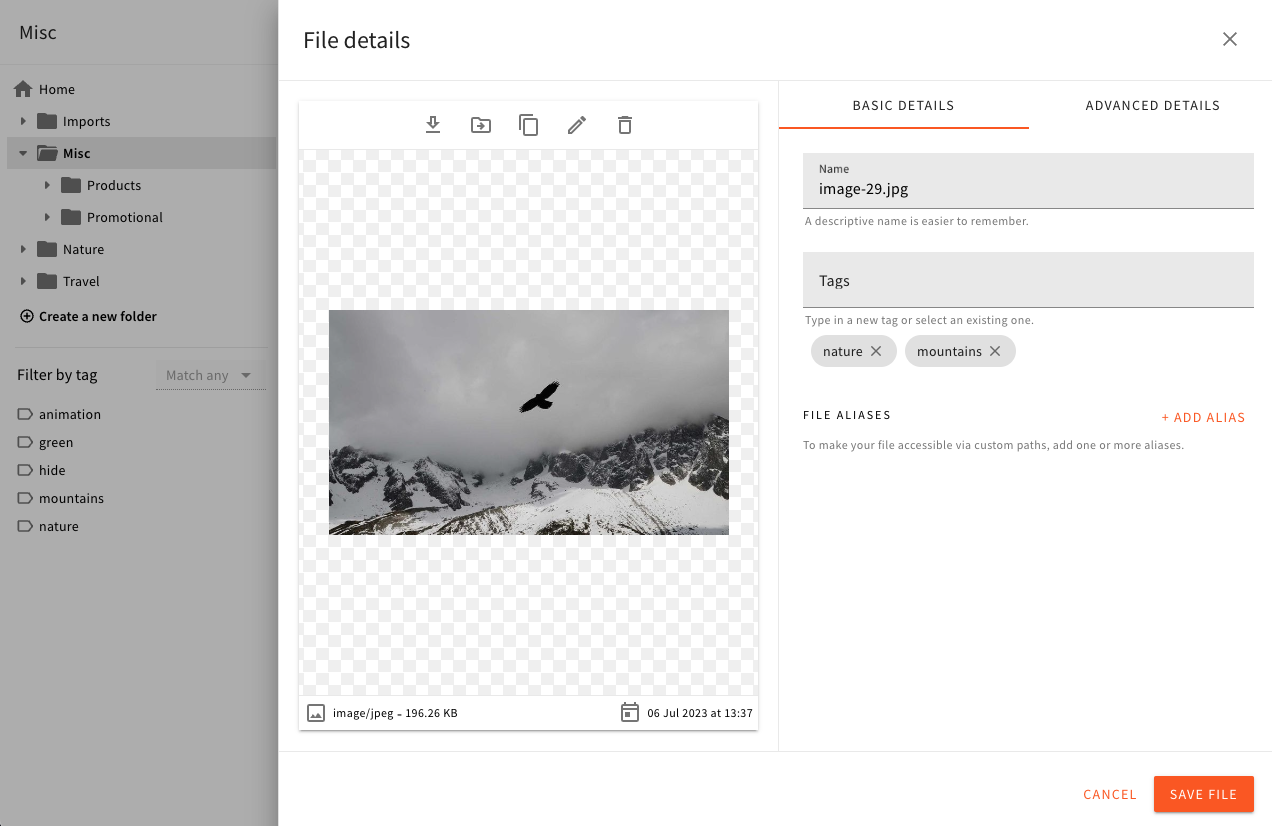 Misc
Home
Imports
Misc
Products
Promotional
Nature
Travel
Create a new folder
Filter by tag
Match any
animation
green
hide
mountains
nature
File details
image/jpeg – 196.26 KB
06 Jul 2023 at 13:37
BASIC DETAILS
ADVANCED DETAILS
Name
image-29.jpg
A descriptive name is easier to remember.
Tags
Type in a new tag or select an existing one.
nature
mountains
FILE ALIASES
+ ADD ALIAS
To make your file accessible via custom paths, add one or more aliases.
CANCEL
SAVE FILE